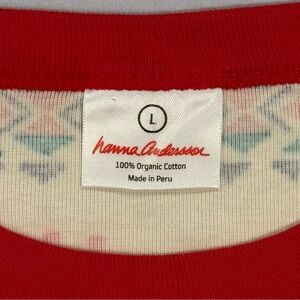 L
hanna andersson
100% Organic Cotton
Made in Peru